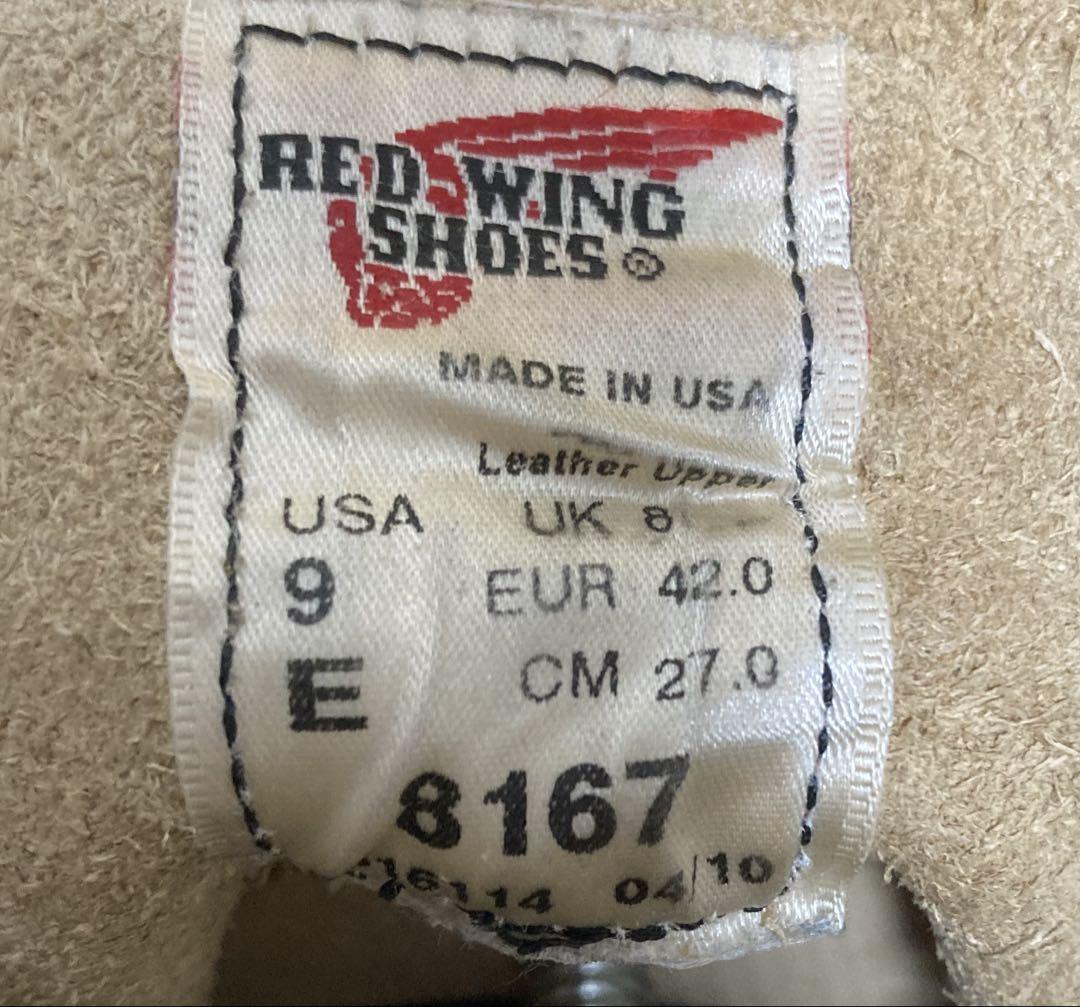 RED WING
SHOES ®
MADE IN USA
Leather Upper
USA UK 8
9 EUR 42.0
E CM 27.0
8167
04/10